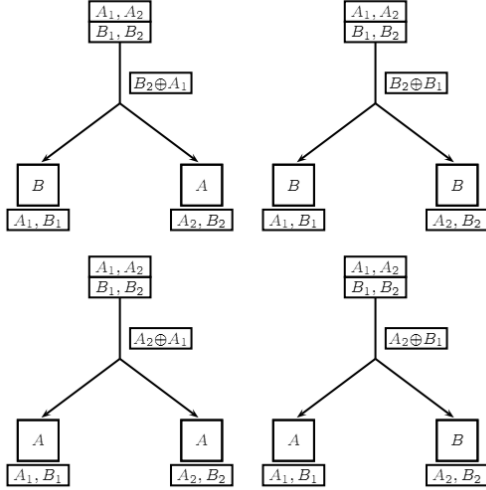 A₁, A₂
B₁, B₂
B₂⊕A₁
B
A
A₁, B₁
A₂, B₂
A₁, A₂
B₁, B₂
B₂⊕B₁
B
B
A₁, B₁
A₂, B₂
A₁, A₂
B₁, B₂
A₂⊕A₁
A
A
A₁, B₁
A₂, B₂
A₁, A₂
B₁, B₂
A₂⊕B₁
A
B
A₁, B₁
A₂, B₂